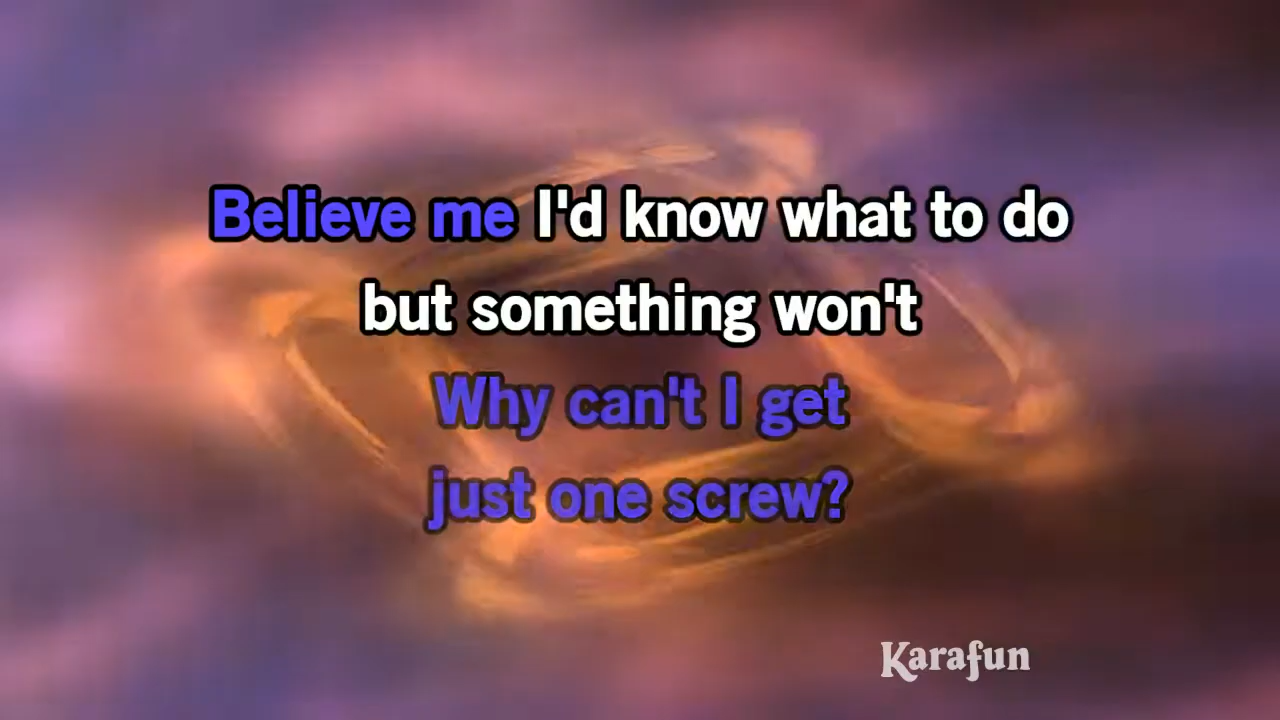 Believe me I'd know what to do
but something won't
Why can't I get
just one screw?
Karafun